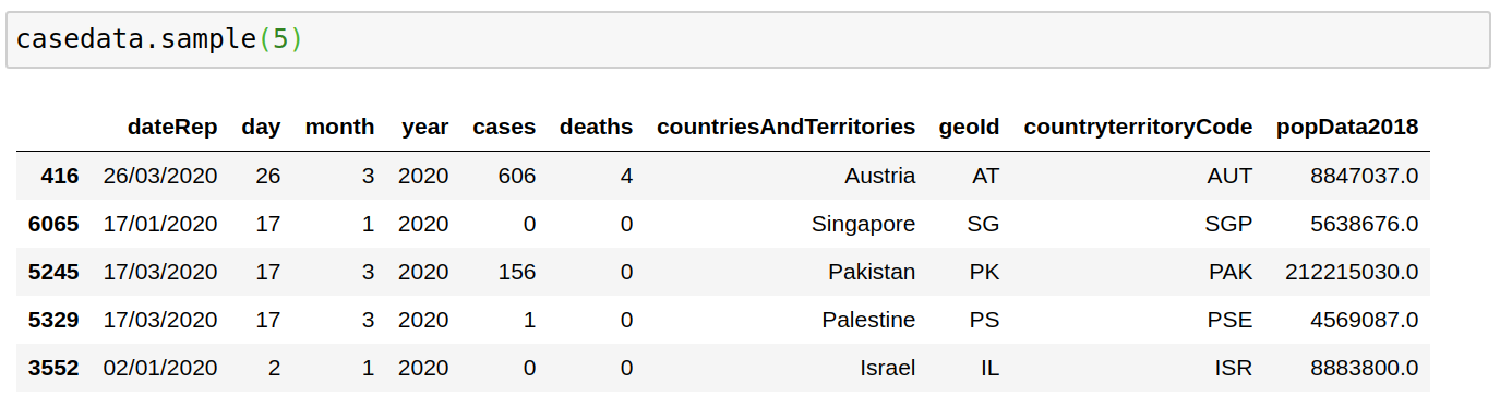 casedata.sample(5)
dateRep day month year cases deaths countriesAndTerritories geoId countryterritoryCode popData2018
416 26/03/2020 26 3 2020 606 4 Austria AT AUT 8847037.0
6065 17/01/2020 17 1 2020 0 0 Singapore SG SGP 5638676.0
5245 17/03/2020 17 3 2020 156 0 Pakistan PK PAK 212215030.0
5329 17/03/2020 17 3 2020 1 0 Palestine PS PSE 4569087.0
3552 02/01/2020 2 1 2020 0 0 Israel IL ISR 8883800.0